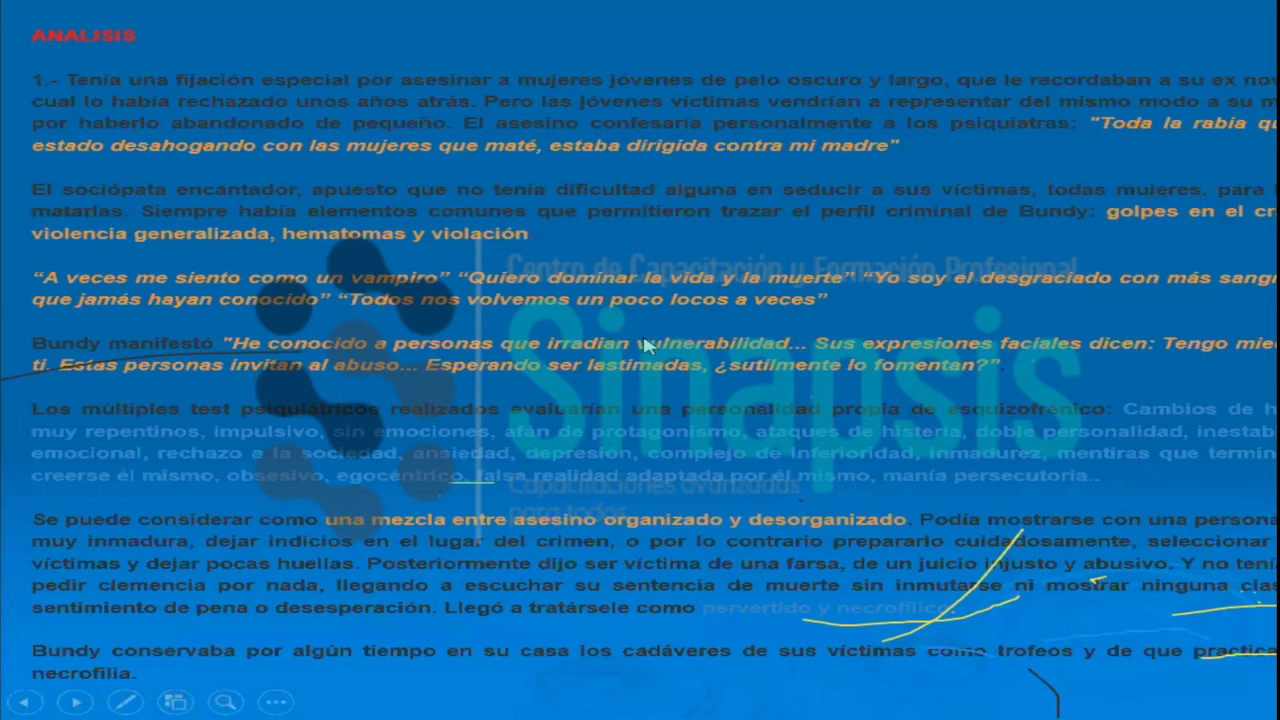 ANALISIS
1.- Tenía una fijación especial por asesinar a mujeres jóvenes de pelo oscuro y largo, que le recordaban a su ex nov
cual lo había rechazado unos años atrás. Pero las jóvenes víctimas vendrían a representar del mismo modo a su m
por haberlo abandonado de pequeño. El asesino confesaría personalmente a los psiquiatras: "Toda la rabia qu
estado desahogando con las mujeres que maté, estaba dirigida contra mi madre"
El sociópata encantador, apuesto que no tenía dificultad alguna en seducir a sus víctimas, todas mujeres. para
matarlas. Siempre había elementos comunes que permitieron trazar el perfil criminal de Bundy: golpes en el cr
violencia generalizada, hematomas y violación
Centro de Capacitación y Formación Profesional
“A veces me siento como un vampiro” “Quiero dominar la vida y la muerte” “Yo soy el desgraciado con más sangr
que jamás hayan conocido” “Todos nos volvemos un poco locos a veces”
Sinapsis
Bundy manifestó "He conocido a personas que irradian vulnerabilidad... Sus expresiones faciales dicen: Tengo mie
ti. Estas personas invitan al abuso... Esperando ser lastimadas, ¿sutilmente lo fomentan?”.
Los múltiples test psiquiátricos realizados evaluarían una personalidad propia de esquizofrénico: Cambios de h
muy repentinos, impulsivo, sin emociones, afán de protagonismo, ataques de histeria, doble personalidad, inestab
emocional, rechazo a la sociedad, ansiedad, depresión, complejo de inferioridad, inmadurez, mentiras que termin
creerse él mismo, obsesivo, egocéntrico, falsa realidad adaptada por él mismo, manía persecutoria..
Capacitaciones avanzadas
para todos
Se puede considerar como una mezcla entre asesino organizado y desorganizado. Podía mostrarse con una persona
muy inmadura, dejar indicios en el lugar del crimen, o por lo contrario prepararlo cuidadosamente, seleccionar
víctimas y dejar pocas huellas. Posteriormente dijo ser víctima de una farsa, de un juicio injusto y abusivo. Y no tení
pedir clemencia por nada, llegando a escuchar su sentencia de muerte sin inmutarse ni mostrar ninguna clas
sentimiento de pena o desesperación. Llegó a tratársele como pervertido y necrofílico.
Bundy conservaba por algún tiempo en su casa los cadáveres de sus víctimas como trofeos y de que practica
necrofilia.